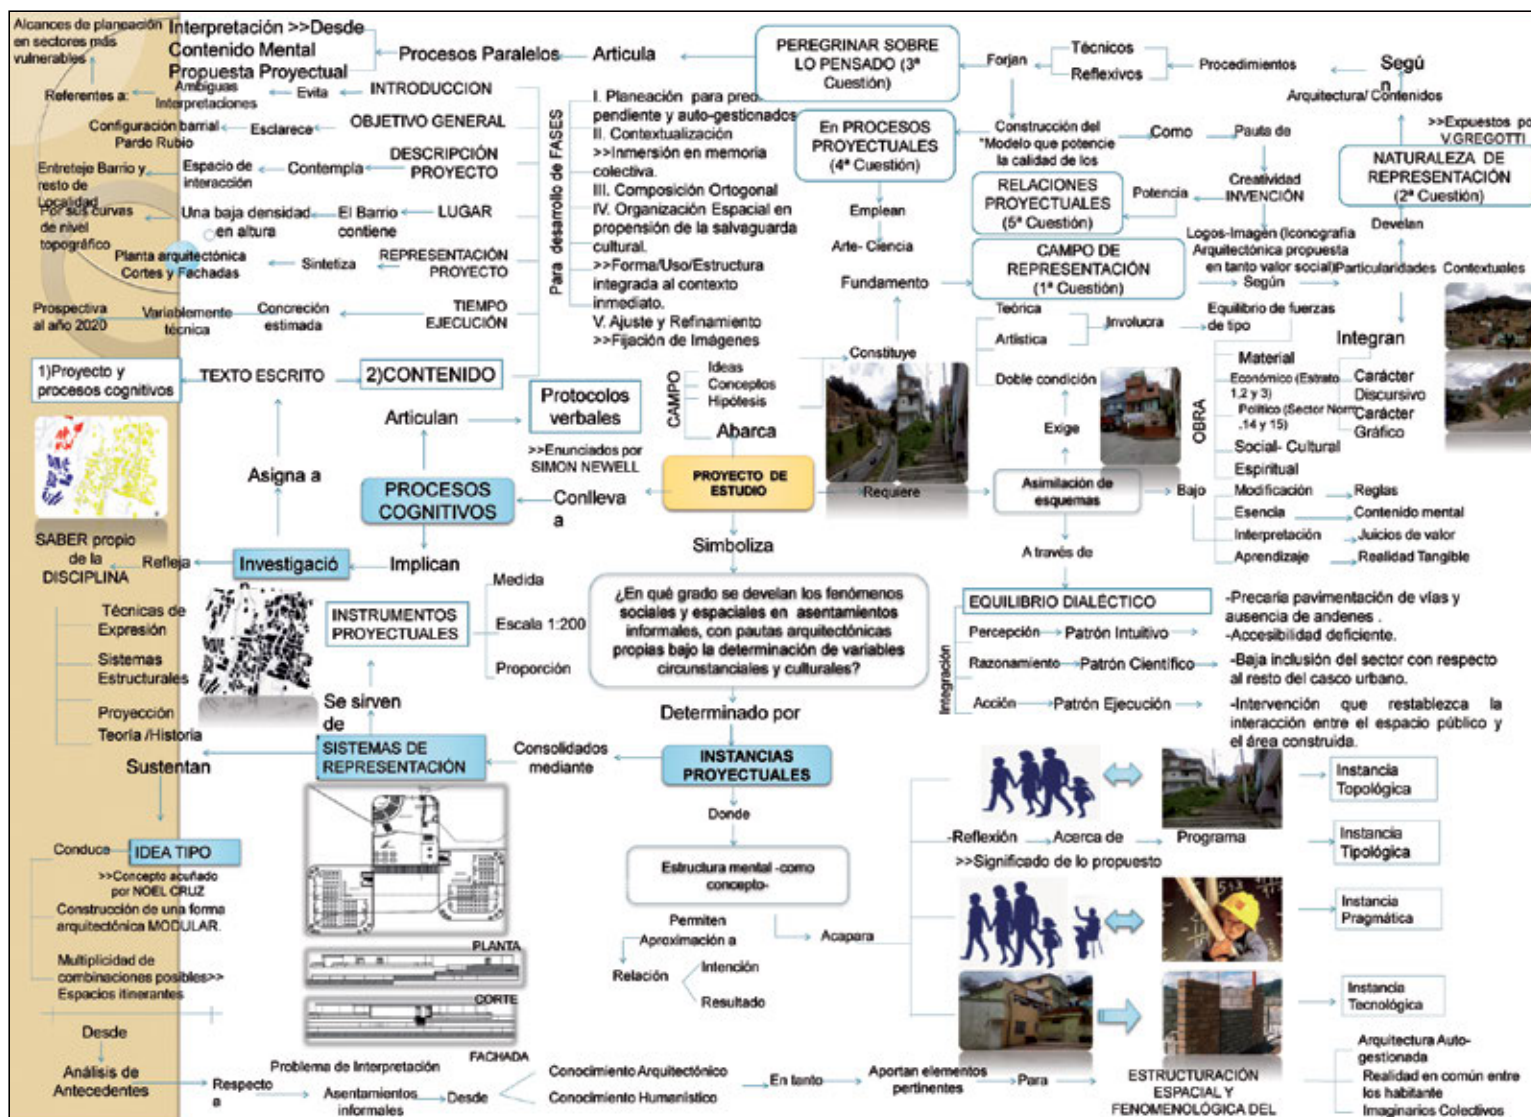 Alcances de planeación
en sectores más
vulnerables
Interpretación >>Desde
Contenido Mental
Propuesta Proyectual
Procesos Paralelos
Articula
PEREGRINAR SOBRE
LO PENSADO (3ª
Cuestión)
Forjan
Técnicos
Reflexivos
Procedimientos
Segú
n
Arquitectura/ Contenidos
>>Expuestos po
V.GREGOTTI
Referentes a:
Ambiguas
Interpretaciones
Evita
INTRODUCCION
Configuración barrial
Pardo Rubio
Esclarece
OBJETIVO GENERAL
Entreteje Barrio y
resto de
Localidad
Espacio de
interacción
Contempla
DESCRIPCIÓN
PROYECTO
Por sus curvas
de nivel
topográfico
Una baja densidad
en altura
El Barrio
contiene
LUGAR
Planta arquitectónica
Cortes y Fachadas
Sintetiza
REPRESENTACIÓN
PROYECTO
Prospectiva
al año 2020
Variablemente
técnica
Concreción
estimada
TIEMPO
EJECUCIÓN
Para desarrollo de FASES
I. Planeación para pred
pendiente y auto-gestionados
II. Contextualización
>>Inmersión en memoria
colectiva.
III. Composición Ortogonal
IV. Organización Espacial en
propensión de la salvaguarda
cultural.
>>Forma/Uso/Estructura
integrada al contexto
inmediato.
V. Ajuste y Refinamiento
>>Fijación de Imágenes
En PROCESOS
PROYECTUALES
(4ª Cuestión)
Emplean
Arte- Ciencia
Construcción del
"Modelo que potencie
la calidad de los
Como
Pauta de
Creatividad
INVENCIÓN
Potencia
RELACIONES
PROYECTUALES
(5ª Cuestión)
NATURALEZA DE
REPRESENTACIÓN
(2ª Cuestión)
Develan
Logos-Imagen (Iconografía
Arquitectónica propuesta
en tanto valor social)
Particularidades Contextuales
Fundamento
CAMPO DE
REPRESENTACIÓN
(1ª Cuestión)
Según
Teórica
Artística
Involucra
Equilibrio de fuerzas
de tipo
Integran
Doble condición
Constituye
1)Proyecto y
procesos cognitivos
TEXTO ESCRITO
2)CONTENIDO
CAMPO
Ideas
Conceptos
Hipótesis
Abarca
Articulan
Protocolos
verbales
>>Enunciados por
SIMON NEWELL
OBRA
Material
Económico (Estrato
1,2 y 3)
Político (Sector Norm
.14 y 15)
Social- Cultural
Espiritual
Carácter
Discursivo
Carácter
Gráfico
Exige
Asigna a
PROCESOS
COGNITIVOS
Conlleva
a
PROYECTO DE
ESTUDIO
Requiere
Asimilación de
esquemas
Bajo
Modificación
Reglas
Esencia
Contenido mental
Interpretación
Juicios de valor
Aprendizaje
Realidad Tangible
SABER propio
de la
DISCIPLINA
Refleja
Investigació
n
Implican
Simboliza
A través de
Técnicas de
Expresión
Sistemas
Estructurales
Proyección
Teoría /Historia
INSTRUMENTOS
PROYECTUALES
Medida
Escala 1:200
Proporción
¿En qué grado se develan los fenómenos
sociales y espaciales en asentamientos
informales, con pautas arquitectónicas
propias bajo la determinación de variables
circunstanciales y culturales?
EQUILIBRIO DIALÉCTICO
Integración
Percepción
Patrón Intuitivo
Razonamiento
Patrón Científico
Acción
Patrón Ejecución
-Precaria pavimentación de vías y
ausencia de andenes .
-Accesibilidad deficiente.
-Baja inclusión del sector con respecto
al resto del casco urbano.
-Intervención que restablezca la
interacción entre el espacio público y
el área construida.
Se sirven
de
Determinado por
Sustentan
SISTEMAS DE
REPRESENTACIÓN
Consolidados
mediante
INSTANCIAS
PROYECTUALES
Instancia
Topológica
Donde
Conduce
IDEA TIPO
>>Concepto acuñado
por NOEL CRUZ
Construcción de una forma
arquitectónica MODULAR.
Multiplicidad de
combinaciones posibles>>
Espacios itinerantes
PLANTA
CORTE
FACHADA
Estructura mental -como
concepto-
Permiten
Aproximación a
Relación
Intención
Resultado
Acapara
-Reflexión
Acerca de
Programa
>>Significado de lo propuesto
Instancia
Tipológica
Instancia
Pragmática
Instancia
Tecnológica
Desde
Análisis de
Antecedentes
Respecto
a
Problema de Interpretación
Asentamientos
informales
Desde
Conocimiento Arquitectónico
Conocimiento Humanístico
En tanto
Aportan elementos
pertinentes
Para
ESTRUCTURACIÓN
ESPACIAL Y
FENOMENOLÓGICA DEL
Arquitectura Auto-
gestionada
Realidad en común entre
los habitante
Imaginarios Colectivos